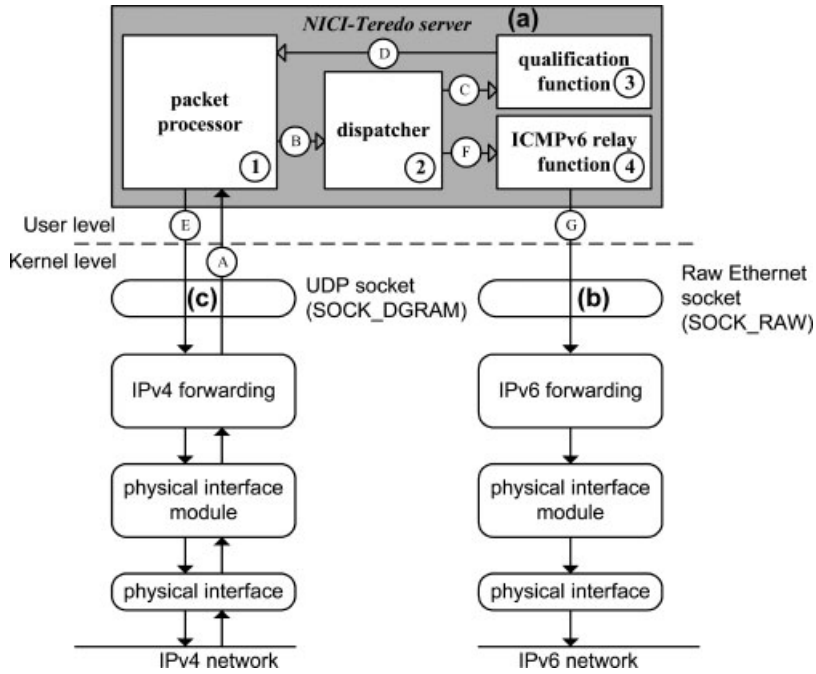 NICI-Teredo server
(a)
packet
processor
1
D
B
dispatcher
2
C
F
qualification
function
3
ICMPv6 relay
function
4
User level
E
G
Kernel level
A
(c)
UDP socket
(SOCK_DGRAM)
(b)
Raw Ethernet
socket
(SOCK_RAW)
IPv4 forwarding
IPv6 forwarding
physical interface
module
physical interface
module
physical interface
physical interface
IPv4 network
IPv6 network